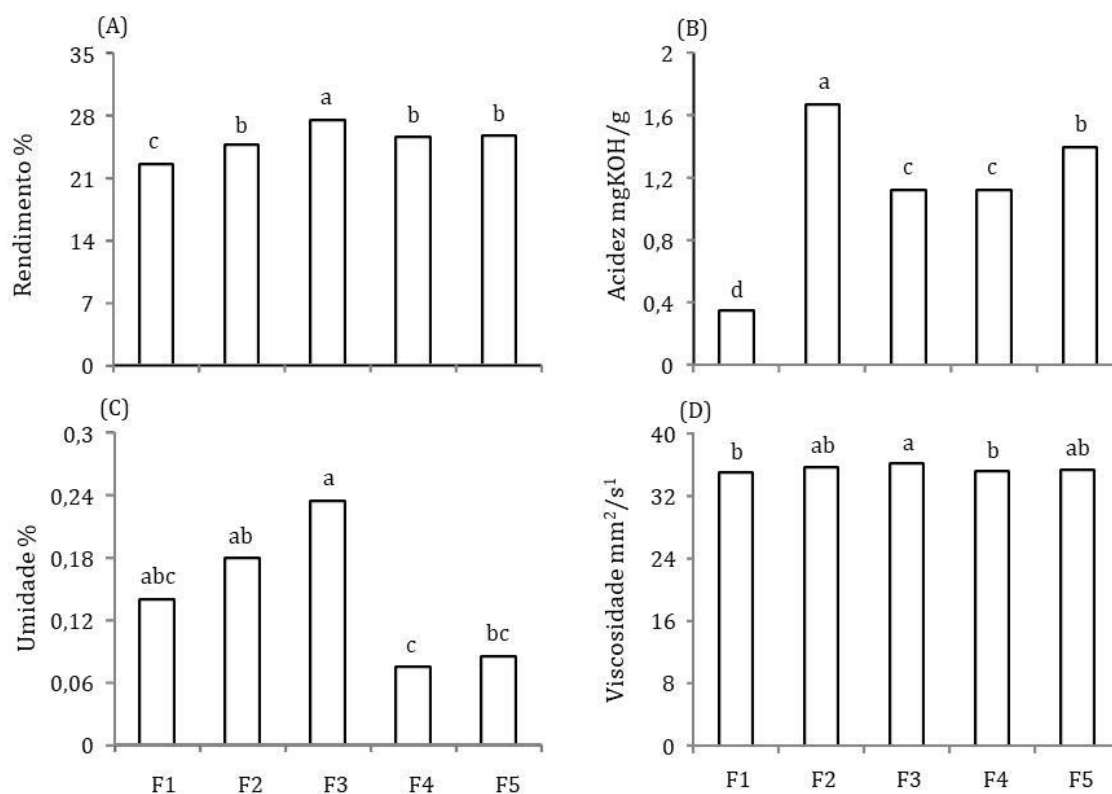 (A)
Rendimento %
35
28
21
14
7
0
c
b
a
b
b
(B)
Acidez mgKOH/g
2
1,6
1,2
0,8
0,4
0
d
a
c
c
b
(C)
Umidade %
0,3
0,24
0,18
0,12
0,06
0
abc
ab
a
c
bc
F1 F2 F3 F4 F5
(D)
Viscosidade mm²/s¹
40
32
24
16
8
0
b
ab
a
b
ab
F1 F2 F3 F4 F5